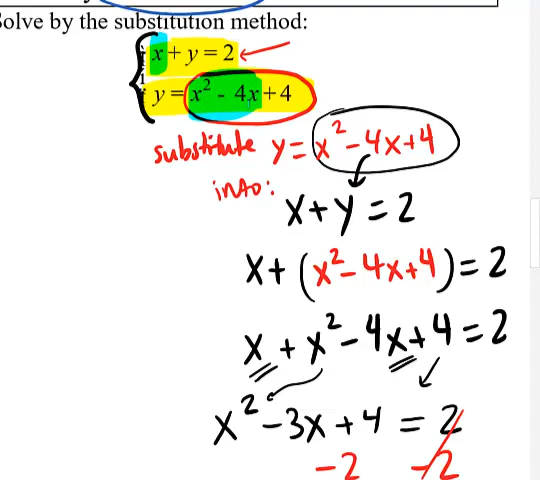 Solve by the substitution method:
x + y = 2
y = x² - 4x + 4
substitute y = x² - 4x + 4
into:
x + y = 2
x + (x² - 4x + 4) = 2
x + x² - 4x + 4 = 2
x² - 3x + 4 = 2
-2 -2